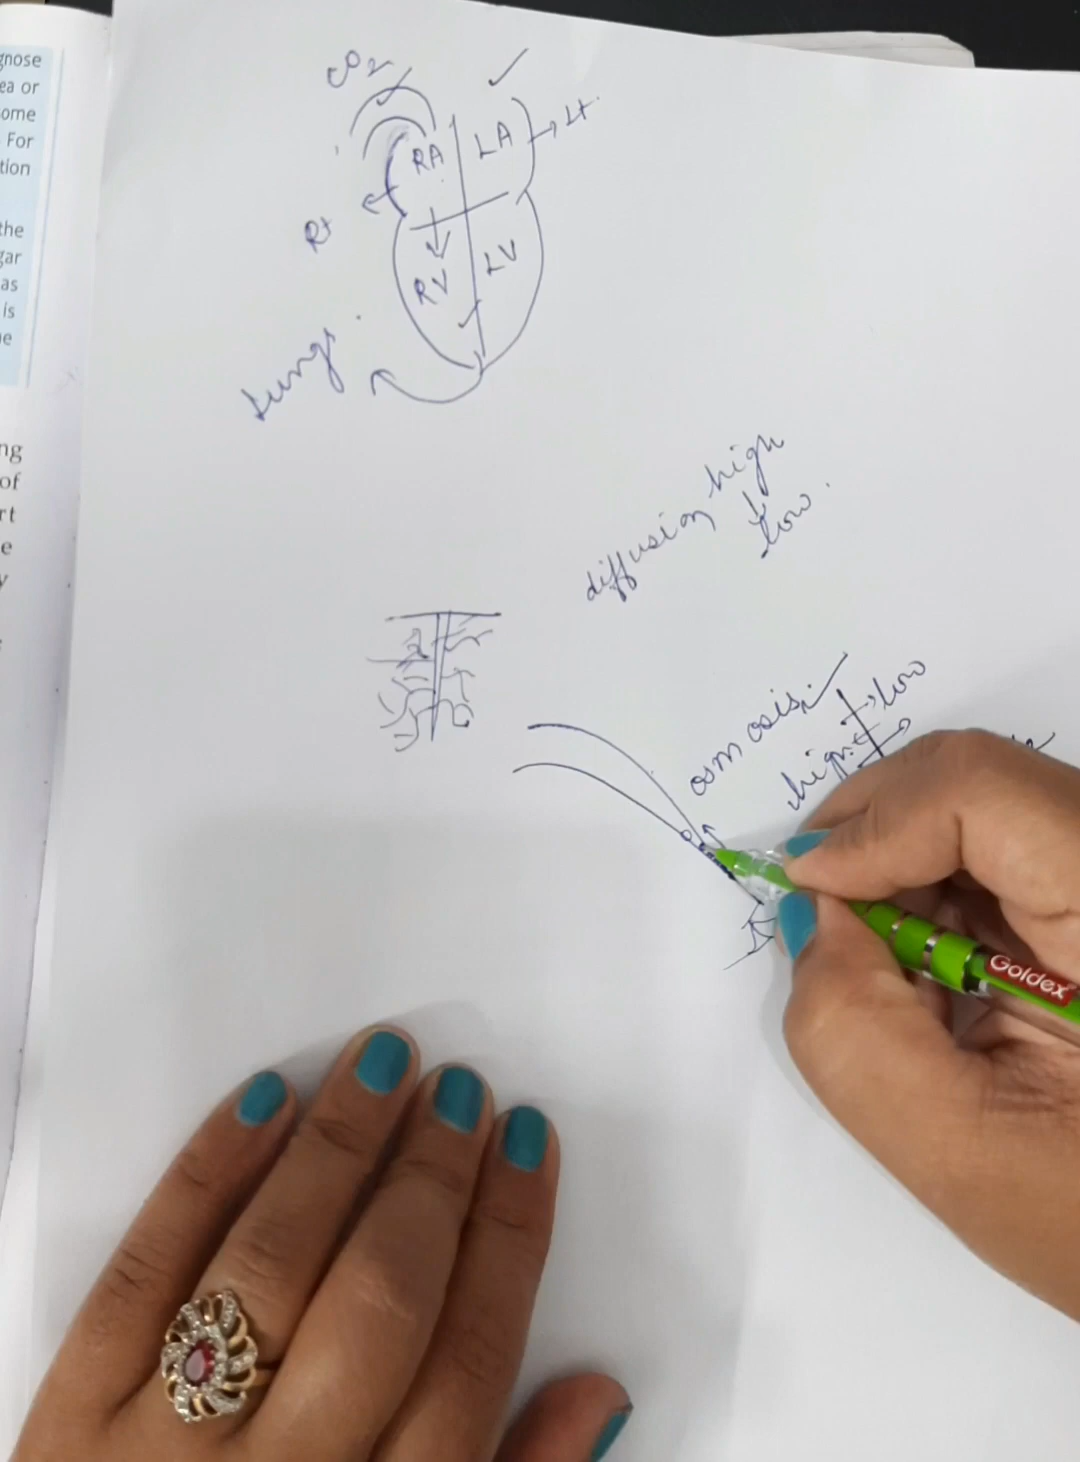 gnose
ea or
ome
For
tion
the
gar
as
is
e
ng
of
rt
e
y
CO2
RA
LA
Lt.
Rt
RV
LV
Lungs
diffusion high
low.
osmosis
high
low
Goldex